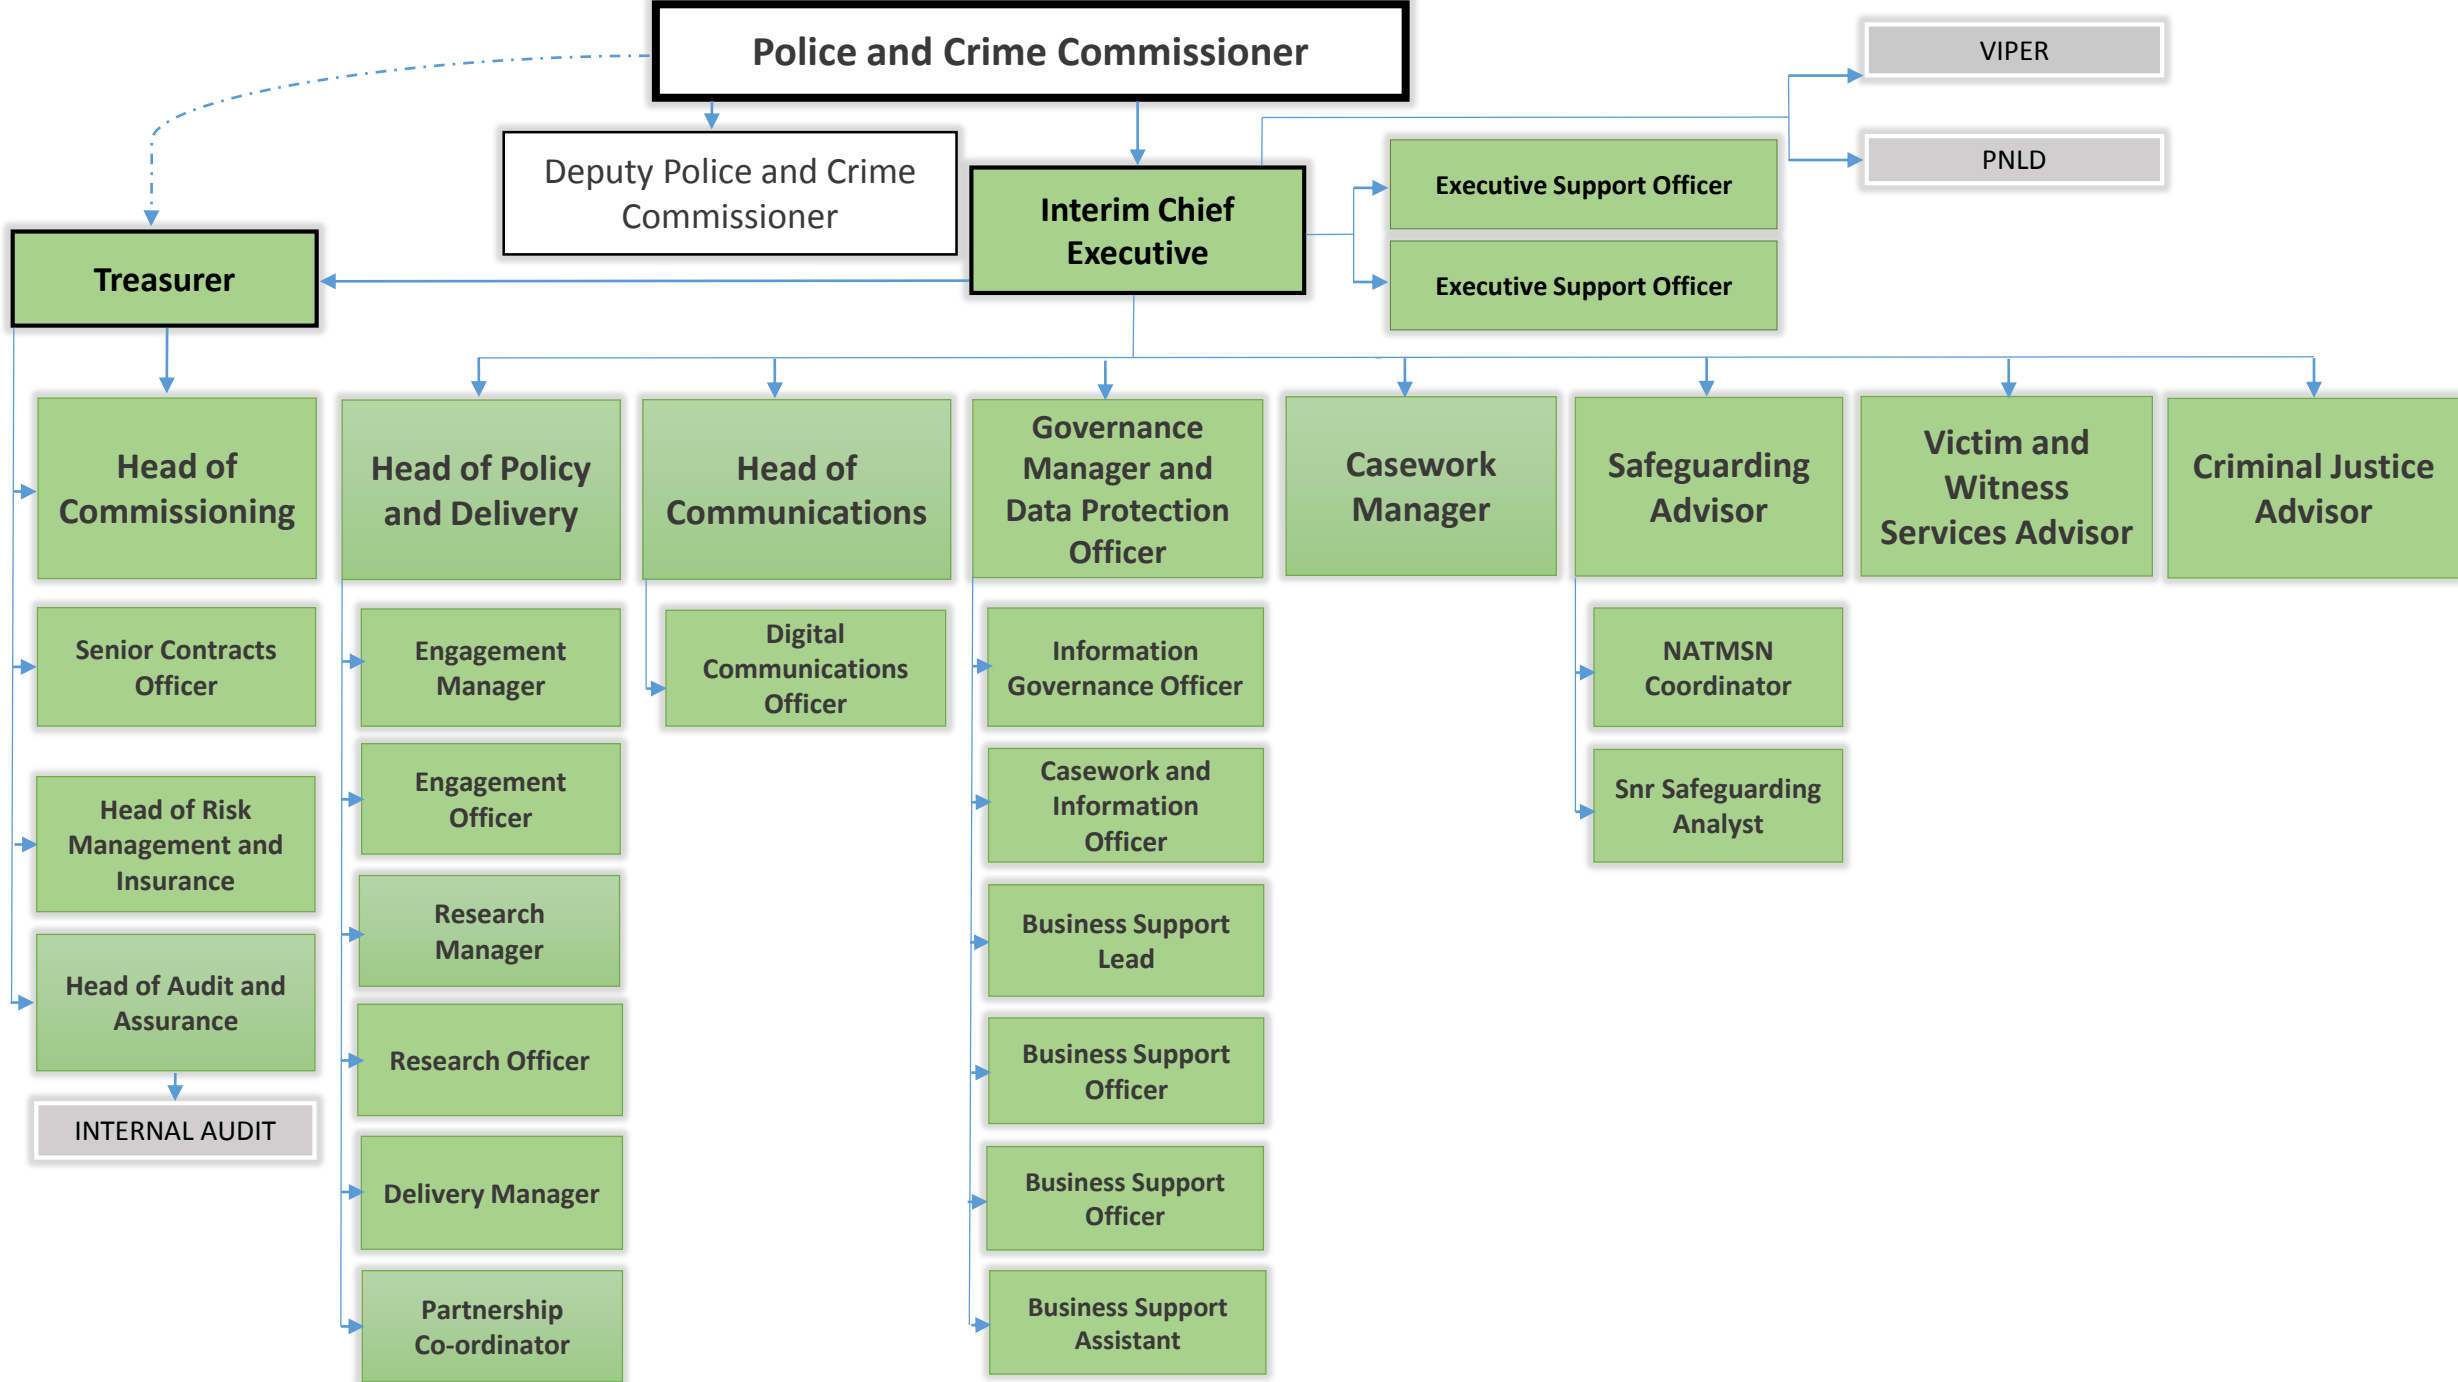 Police and Crime Commissioner
VIPER
PNLD
Deputy Police and Crime
Commissioner
Interim Chief
Executive
Executive Support Officer
Executive Support Officer
Treasurer
Head of
Commissioning
Head of Policy
and Delivery
Head of
Communications
Governance
Manager and
Data Protection
Officer
Casework
Manager
Safeguarding
Advisor
Victim and
Witness
Services Advisor
Criminal Justice
Advisor
Senior Contracts
Officer
Head of Risk
Management and
Insurance
Head of Audit and
Assurance
INTERNAL AUDIT
Engagement
Manager
Engagement
Officer
Research
Manager
Research Officer
Delivery Manager
Partnership
Co-ordinator
Digital
Communications
Officer
Information
Governance Officer
Casework and
Information
Officer
Business Support
Lead
Business Support
Officer
Business Support
Officer
Business Support
Assistant
NATMSN
Coordinator
Snr Safeguarding
Analyst